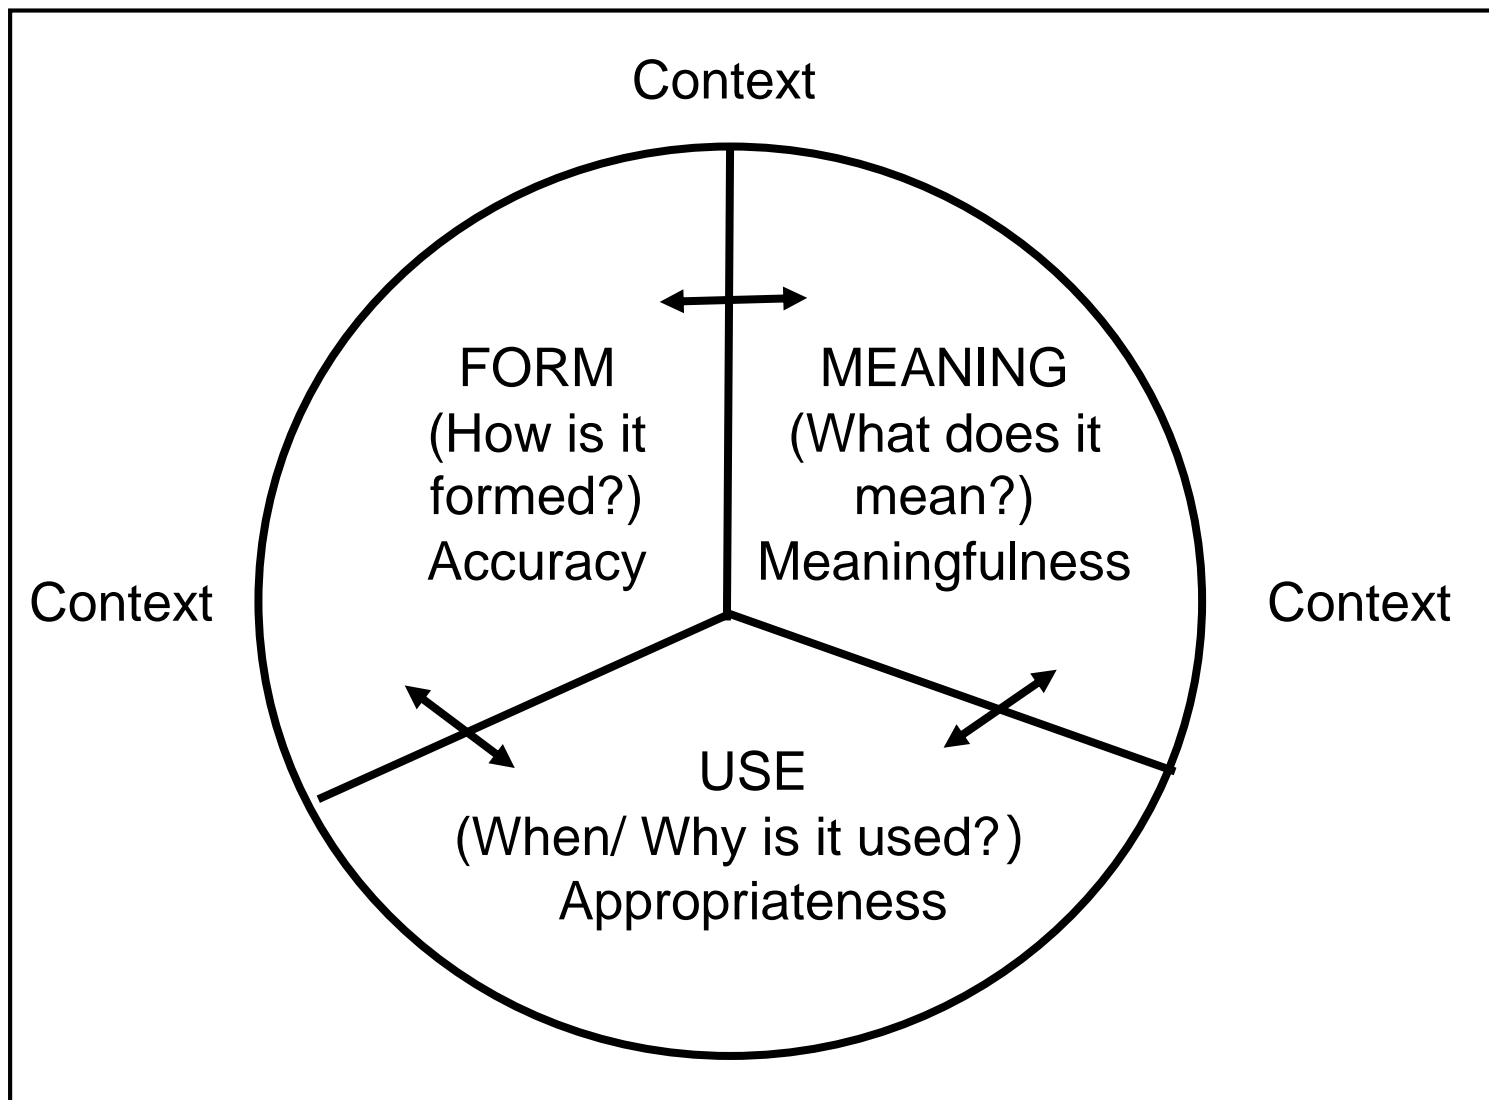 Context
FORM
(How is it
formed?)
Accuracy
MEANING
(What does it
mean?)
Meaningfulness
Context
Context
USE
(When/ Why is it used?)
Appropriateness